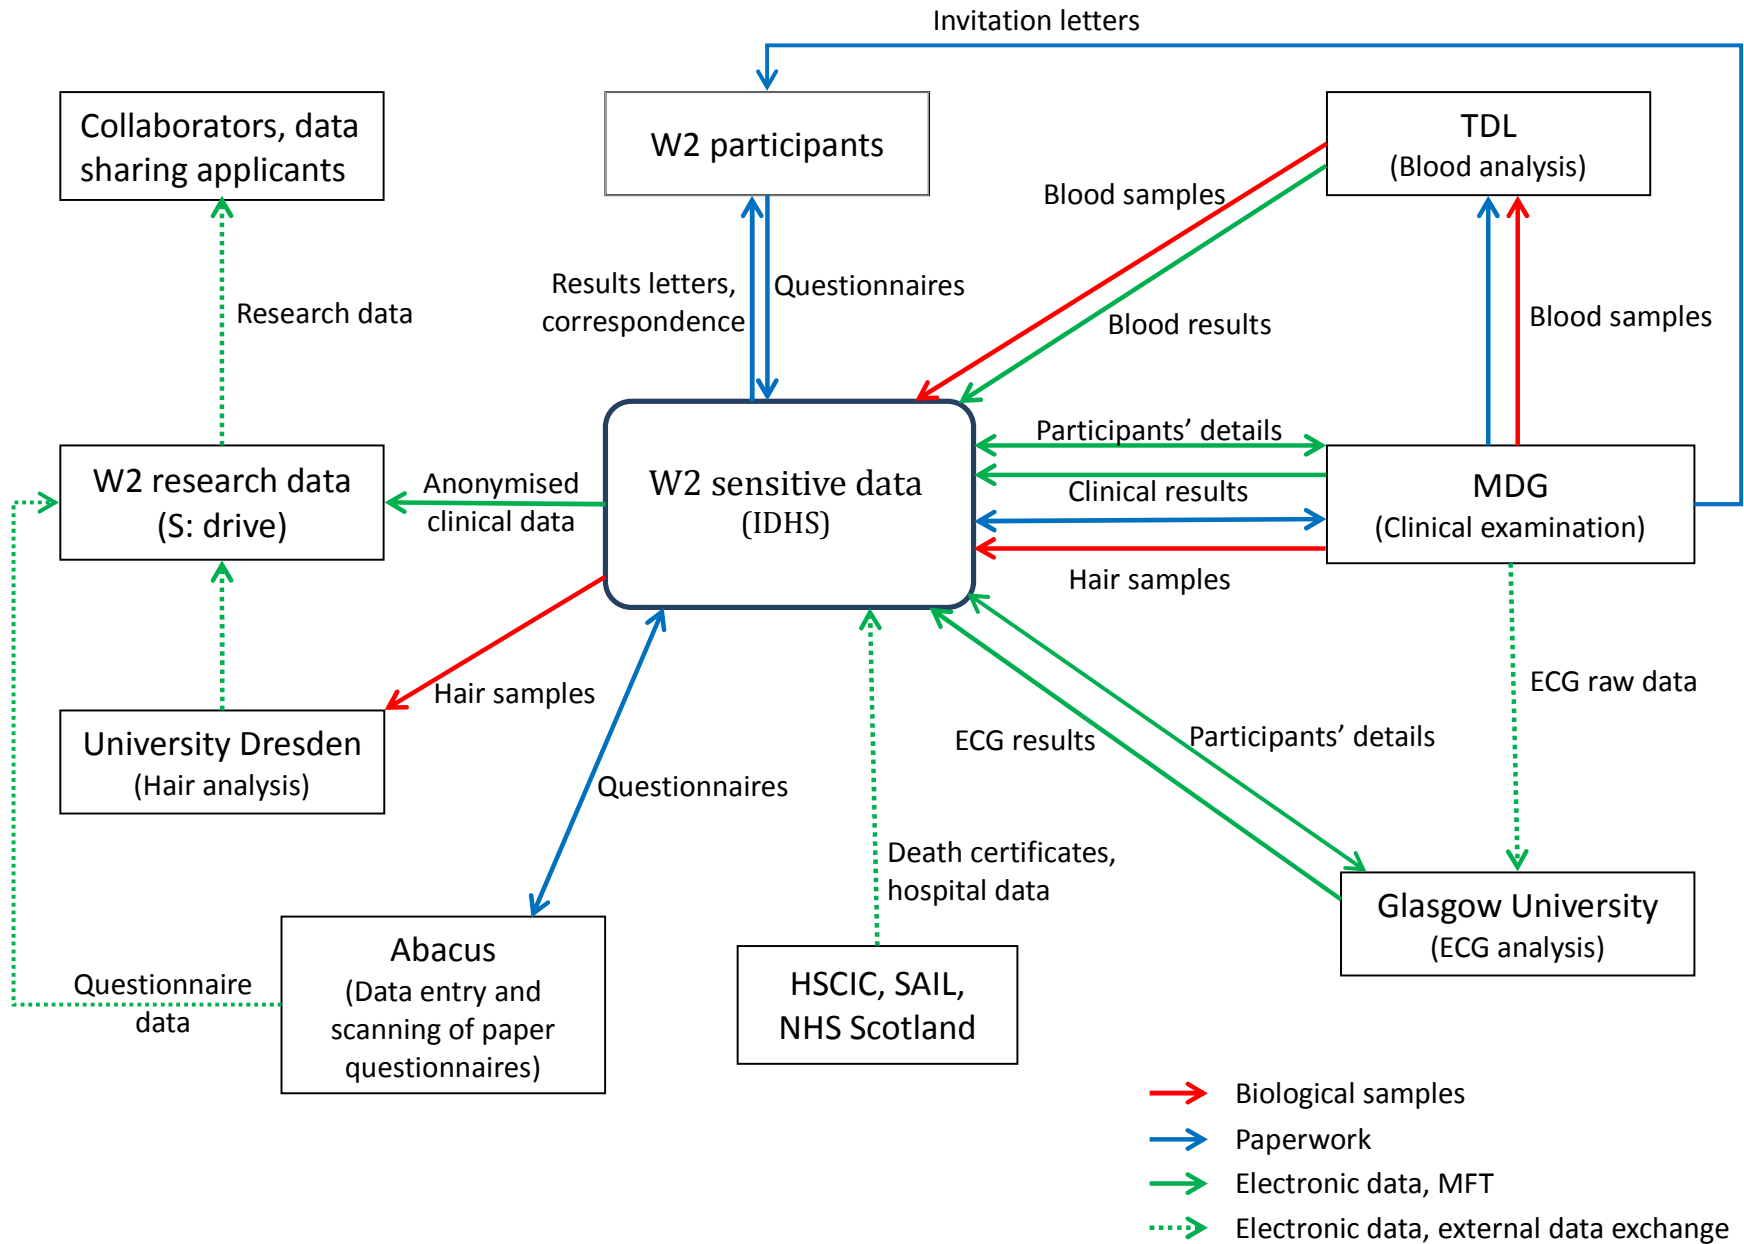 Invitation letters
Collaborators, data
sharing applicants
W2 participants
TDL
(Blood analysis)
Blood samples
Results letters,
correspondence
Questionnaires
Research data
Blood results
Blood samples
Participants’ details
W2 research data
(S: drive)
Anonymised
clinical data
W2 sensitive data
(IDHS)
Clinical results
MDG
(Clinical examination)
Hair samples
Hair samples
ECG raw data
University Dresden
(Hair analysis)
ECG results
Participants’ details
Questionnaires
Death certificates,
hospital data
Glasgow University
(ECG analysis)
Abacus
(Data entry and
scanning of paper
questionnaires)
Questionnaire
data
HSCIC, SAIL,
NHS Scotland
Biological samples
Paperwork
Electronic data, MFT
Electronic data, external data exchange